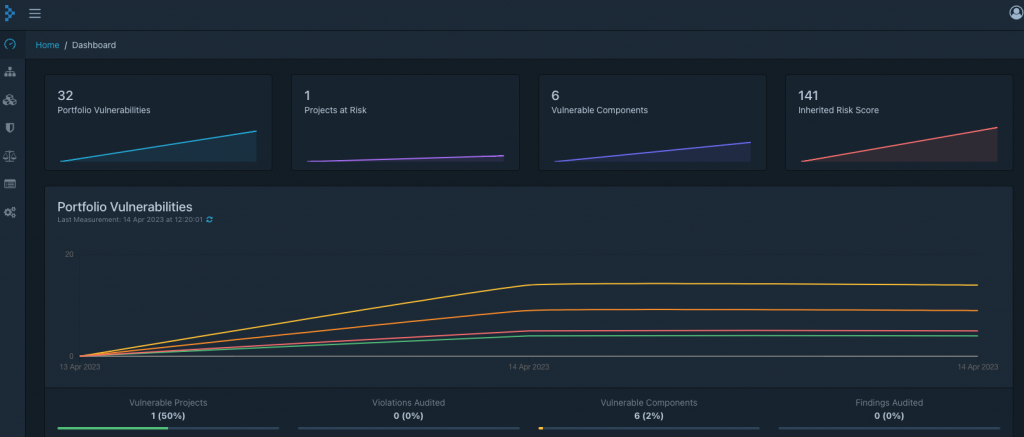 Home / Dashboard
32
Portfolio Vulnerabilities
1
Projects at Risk
6
Vulnerable Components
141
Inherited Risk Score
Portfolio Vulnerabilities
Last Measurement: 14 Apr 2023 at 12:20:01
20
0
13 Apr 2023
14 Apr 2023
14 Apr 2023
Vulnerable Projects
1 (50%)
Violations Audited
0 (0%)
Vulnerable Components
6 (2%)
Findings Audited
0 (0%)